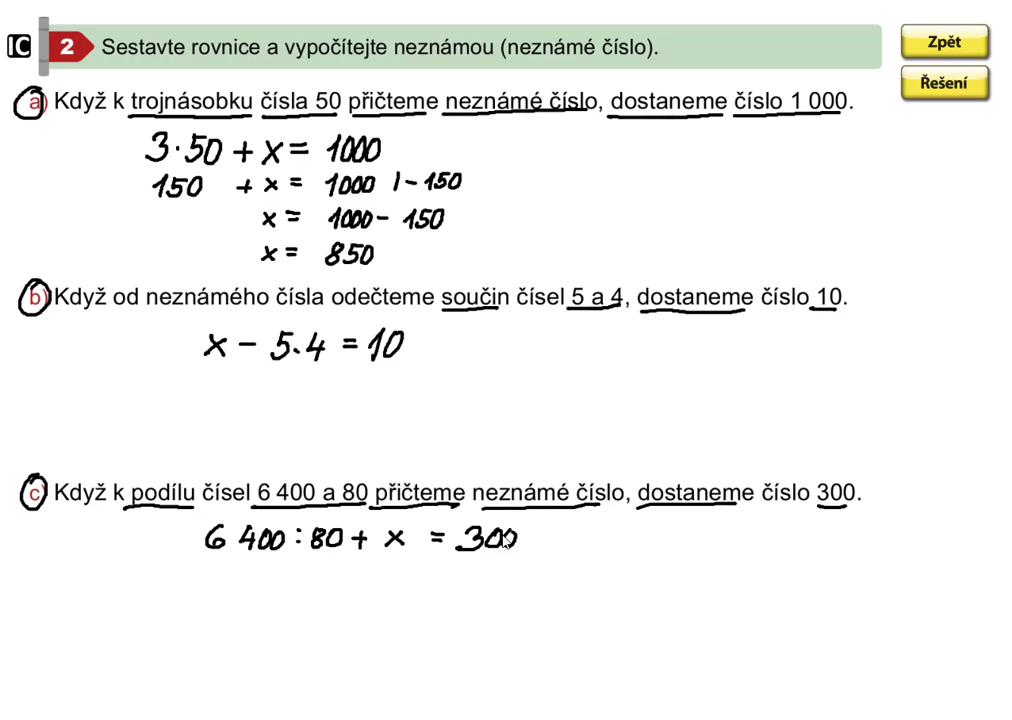 IC 2 Sestavte rovnice a vypočítejte neznámou (neznámé číslo).
Zpět
Řešení
a) Když k trojnásobku čísla 50 přičteme neznámé číslo, dostaneme číslo 1 000.
3·50 + x = 1000
150 + x = 1000 / - 150
x = 1000 - 150
x = 850
b) Když od neznámého čísla odečteme součin čísel 5 a 4, dostaneme číslo 10.
x - 5.4 = 10
c) Když k podílu čísel 6 400 a 80 přičteme neznámé číslo, dostaneme číslo 300.
6 400 : 80 + x = 300